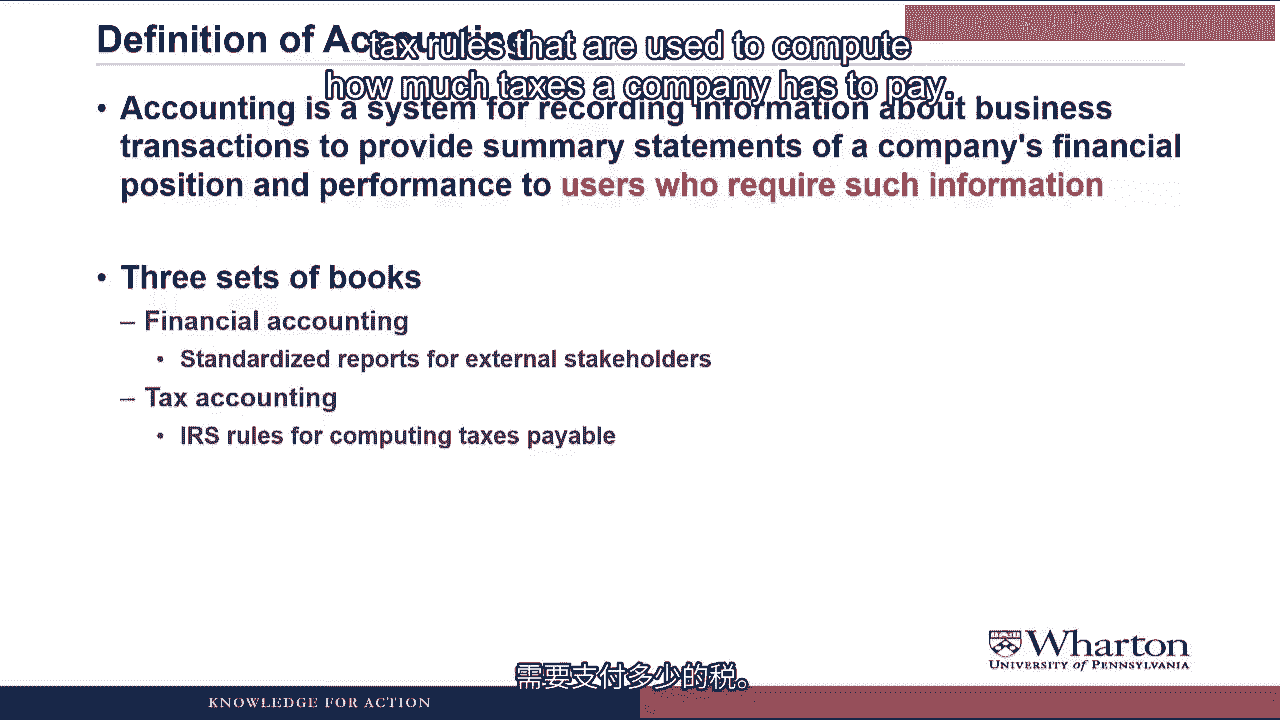 Definition of Accounting
tax rules that are used to compute
how much taxes a company has to pay.
• Accounting is a system for recording information about business
transactions to provide summary statements of a company's financial
position and performance to users who require such information
• Three sets of books
– Financial accounting
• Standardized reports for external stakeholders
– Tax accounting
• IRS rules for computing taxes payable
Wharton
UNIVERSITY of PENNSYLVANIA
需要支付多少的税。
KNOWLEDGE FOR ACTION